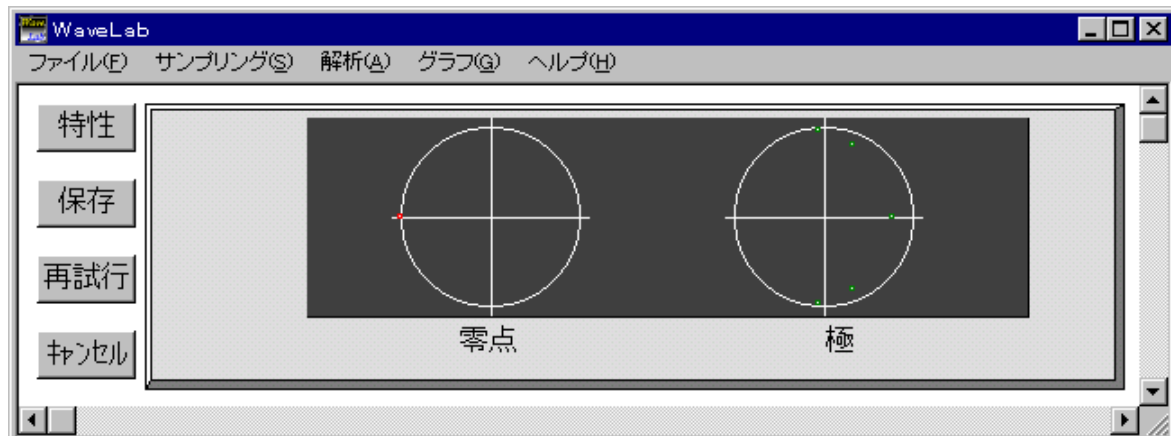 WaveLab
ファイル(F) サンプリング(S) 解析(A) グラフ(G) ヘルプ(H)
特性
保存
再試行
ｷｬﾝｾﾙ
零点 極